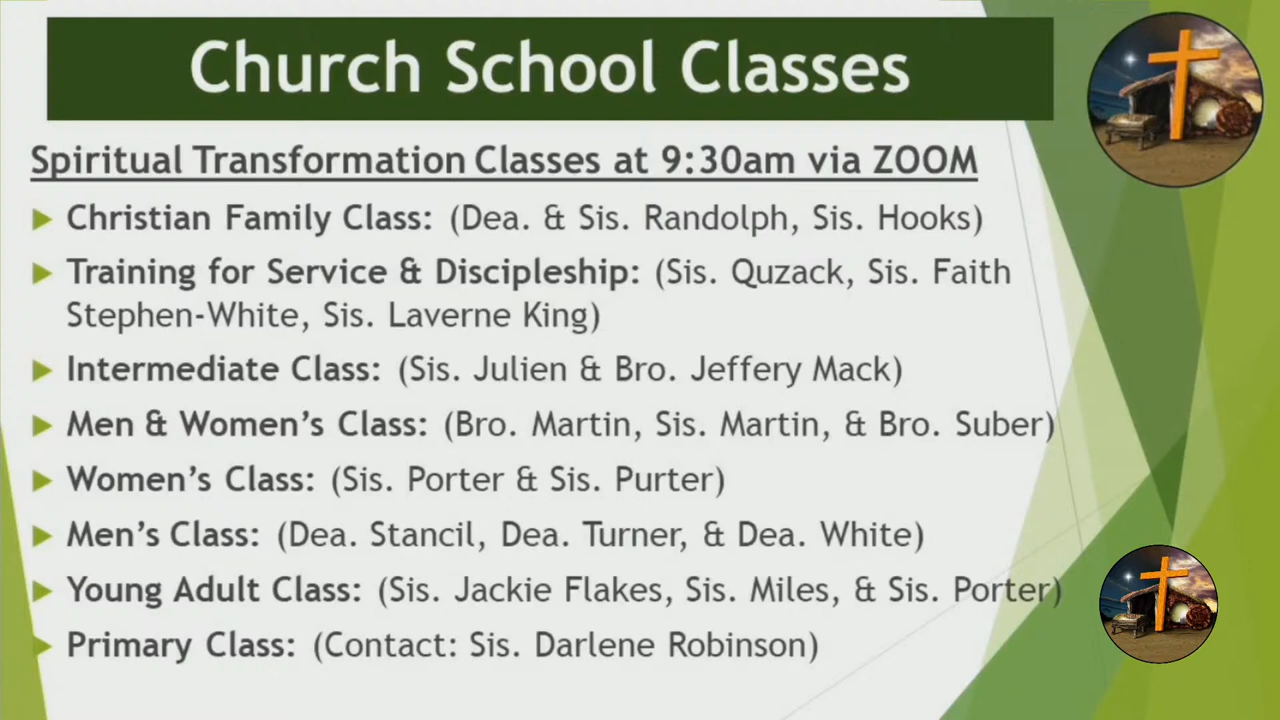 Church School Classes
Spiritual Transformation Classes at 9:30am via ZOOM
Christian Family Class: (Dea. & Sis. Randolph, Sis. Hooks)
Training for Service & Discipleship: (Sis. Quzack, Sis. Faith
Stephen-White, Sis. Laverne King)
Intermediate Class: (Sis. Julien & Bro. Jeffery Mack)
Men & Women’s Class: (Bro. Martin, Sis. Martin, & Bro. Suber)
Women’s Class: (Sis. Porter & Sis. Purter)
Men’s Class: (Dea. Stancil, Dea. Turner, & Dea. White)
Young Adult Class: (Sis. Jackie Flakes, Sis. Miles, & Sis. Porter)
Primary Class: (Contact: Sis. Darlene Robinson)